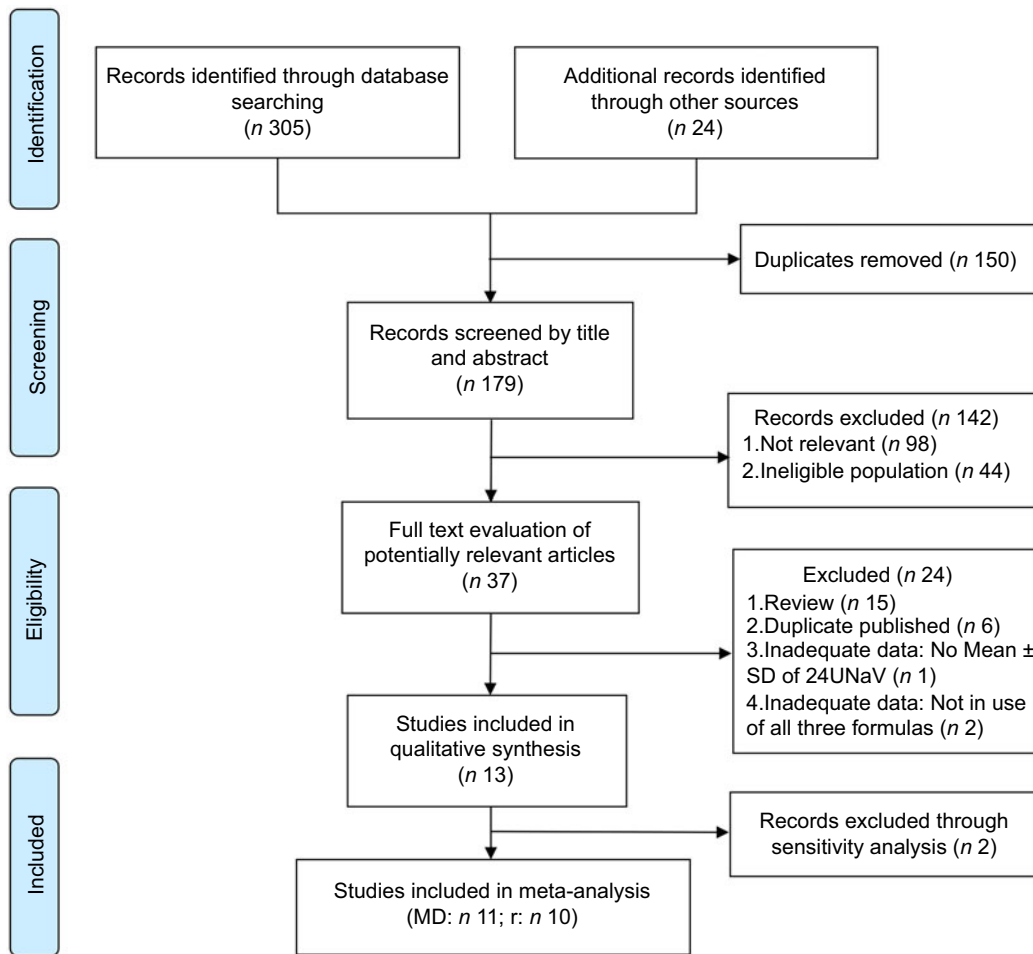 Identification
Records identified through database
searching
(n 305)
Additional records identified
through other sources
(n 24)
Screening
Duplicates removed (n 150)
Records screened by title
and abstract
(n 179)
Records excluded (n 142)
1.Not relevant (n 98)
2.Ineligible population (n 44)
Eligibility
Full text evaluation of
potentially relevant articles
(n 37)
Excluded (n 24)
1.Review (n 15)
2.Duplicate published (n 6)
3.Inadequate data: No Mean ±
SD of 24UNaV (n 1)
4.Inadequate data: Not in use
of all three formulas (n 2)
Studies included in
qualitative synthesis
(n 13)
Included
Records excluded through
sensitivity analysis (n 2)
Studies included in meta-analysis
(MD: n 11; r: n 10)